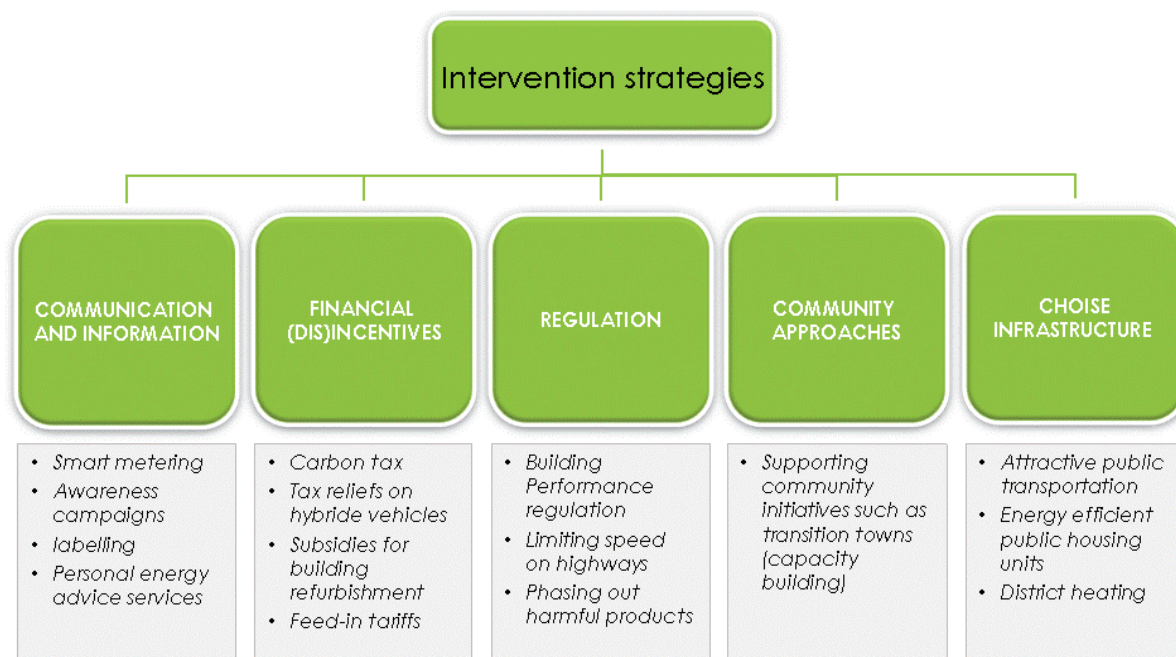 Intervention strategies
COMMUNICATION
AND INFORMATION
• Smart metering
• Awareness
campaigns
• labelling
• Personal energy
advice services
FINANCIAL
(DIS)INCENTIVES
• Carbon tax
• Tax reliefs on
hybride vehicles
• Subsidies for
building
refurbishment
• Feed-in tariffs
REGULATION
• Building
Performance
regulation
• Limiting speed
on highways
• Phasing out
harmful products
COMMUNITY
APPROACHES
• Supporting
community
initiatives such as
transition towns
(capacity
building)
CHOISE
INFRASTRUCTURE
• Attractive public
transportation
• Energy efficient
public housing
units
• District heating